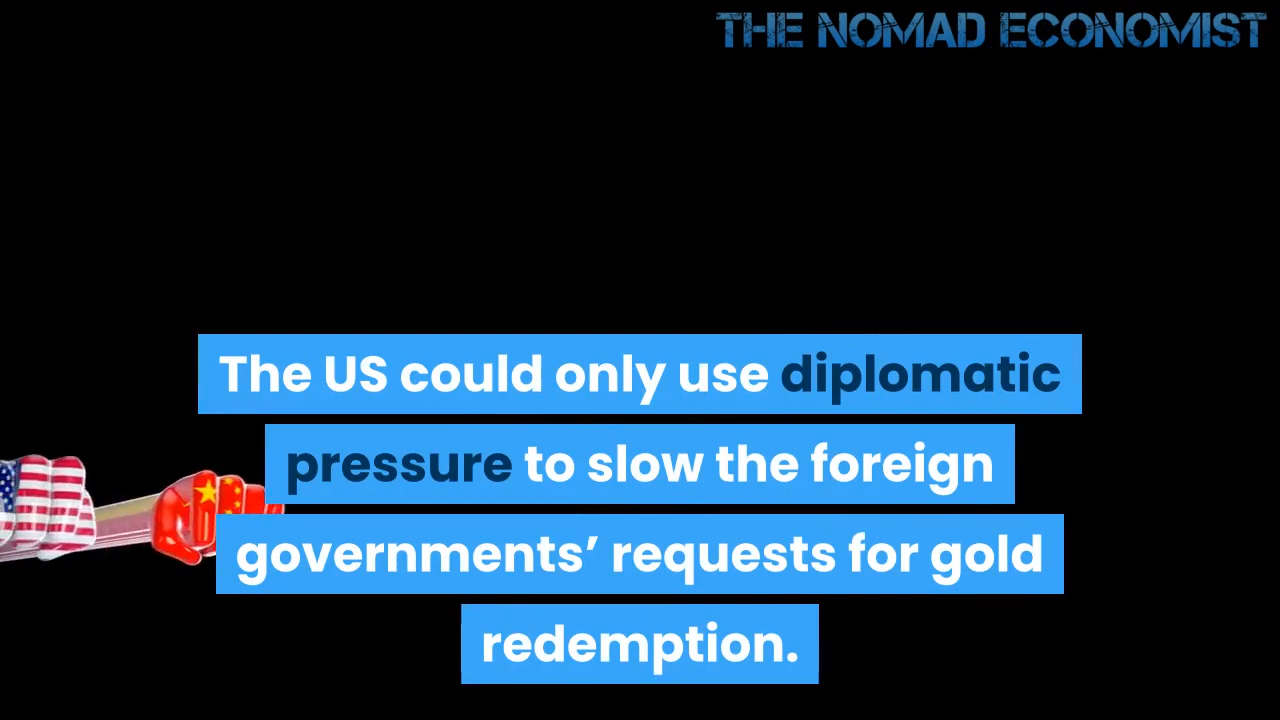 THE NOMAD ECONOMIST
The US could only use diplomatic
pressure to slow the foreign
governments’ requests for gold
redemption.